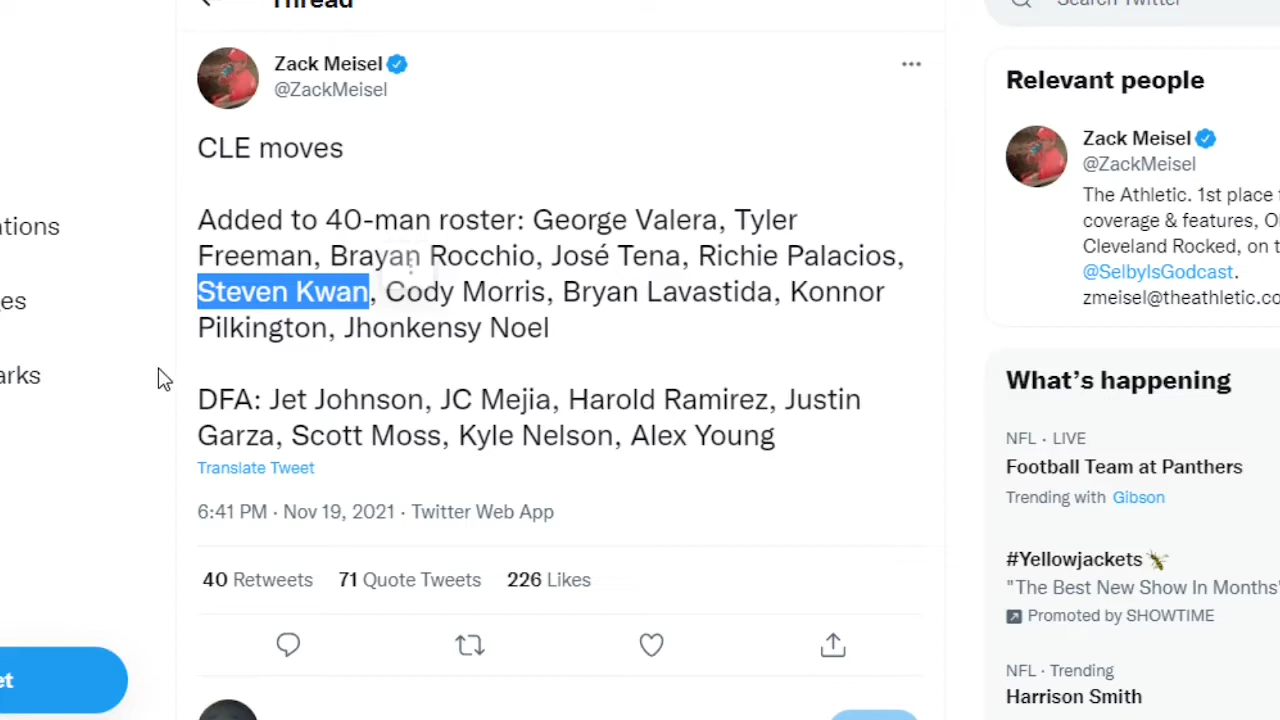 Thread
Search Twitter
Zack Meisel
@ZackMeisel
CLE moves
Added to 40-man roster: George Valera, Tyler
Freeman, Brayan Rocchio, José Tena, Richie Palacios,
Steven Kwan, Cody Morris, Bryan Lavastida, Konnor
Pilkington, Jhonkensy Noel
DFA: Jet Johnson, JC Mejia, Harold Ramirez, Justin
Garza, Scott Moss, Kyle Nelson, Alex Young
Translate Tweet
6:41 PM · Nov 19, 2021 · Twitter Web App
40 Retweets 71 Quote Tweets 226 Likes
Relevant people
Zack Meisel
@ZackMeisel
The Athletic. 1st place
coverage & features,
Cleveland Rocked, on
@SelbyIsGodcast.
zmeisel@theathletic.co
What's happening
NFL · LIVE
Football Team at Panthers
Trending with Gibson
#Yellowjackets
"The Best New Show In Months"
Promoted by SHOWTIME
NFL · Trending
Harrison Smith